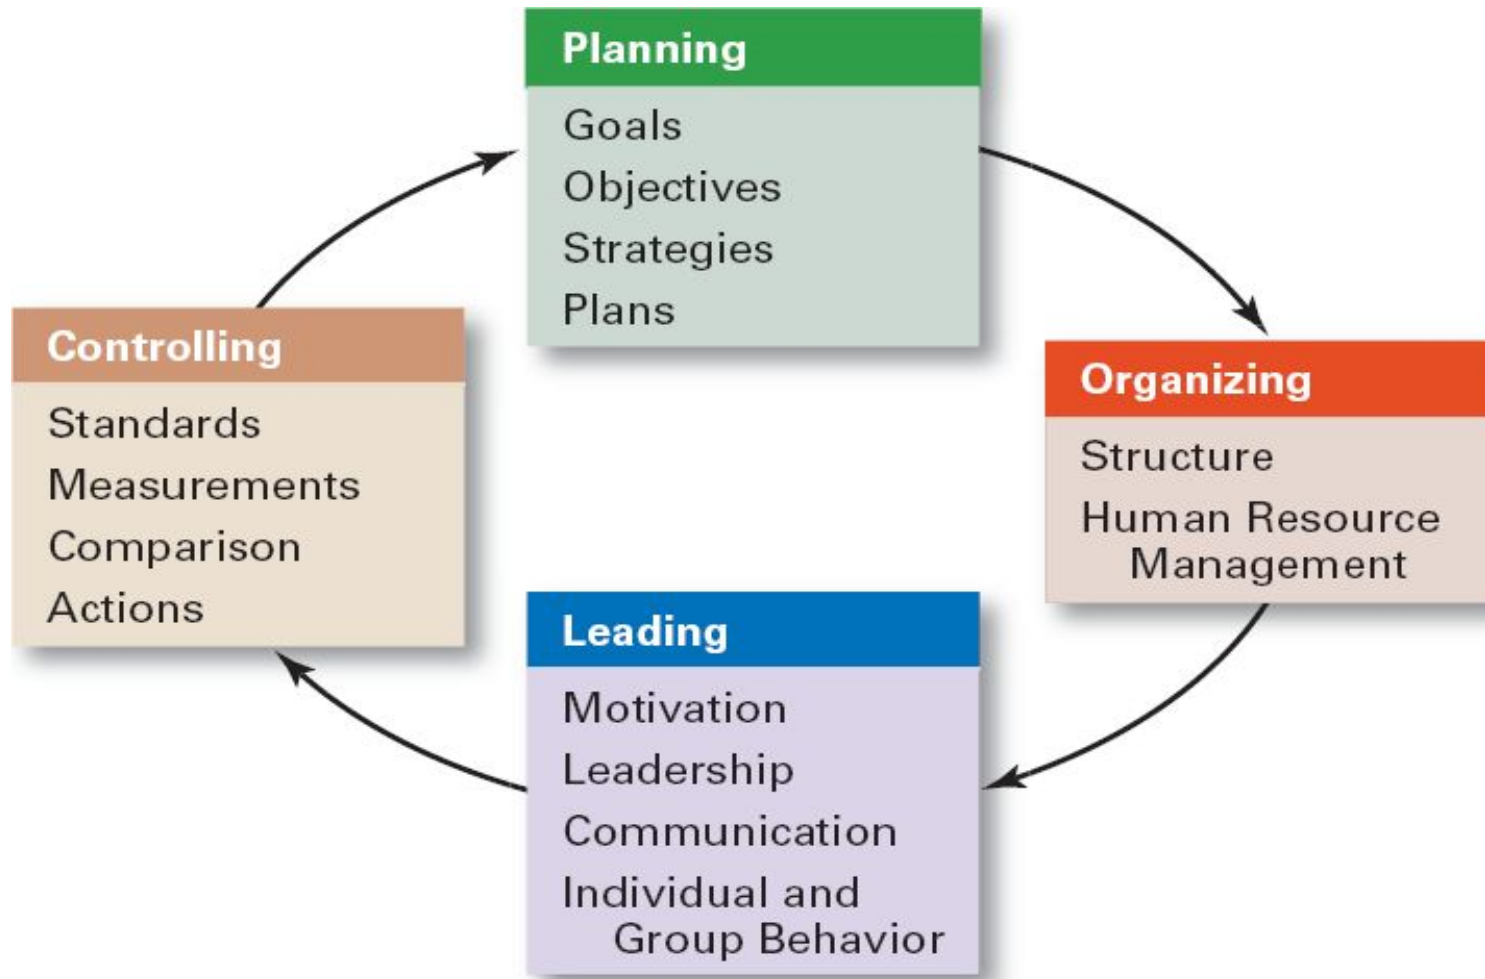 Planning
Goals
Objectives
Strategies
Plans
Organizing
Structure
Human Resource
Management
Leading
Motivation
Leadership
Communication
Individual and
Group Behavior
Controlling
Standards
Measurements
Comparison
Actions